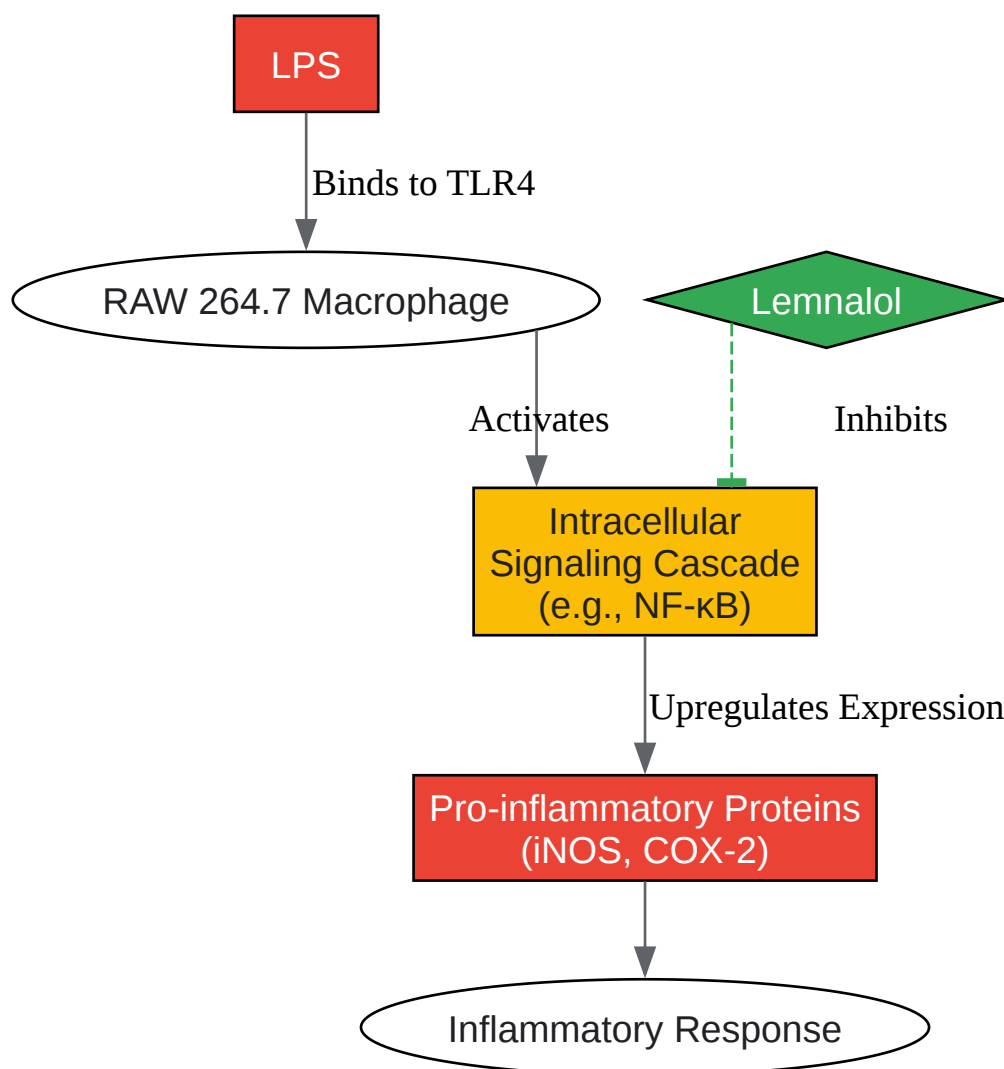 LPS
Binds to TLR4
RAW 264.7 Macrophage
Lemnalol
Activates
Inhibits
Intracellular
Signaling Cascade
(e.g., NF-κB)
Upregulates Expression
Pro-inflammatory Proteins
(iNOS, COX-2)
Inflammatory Response